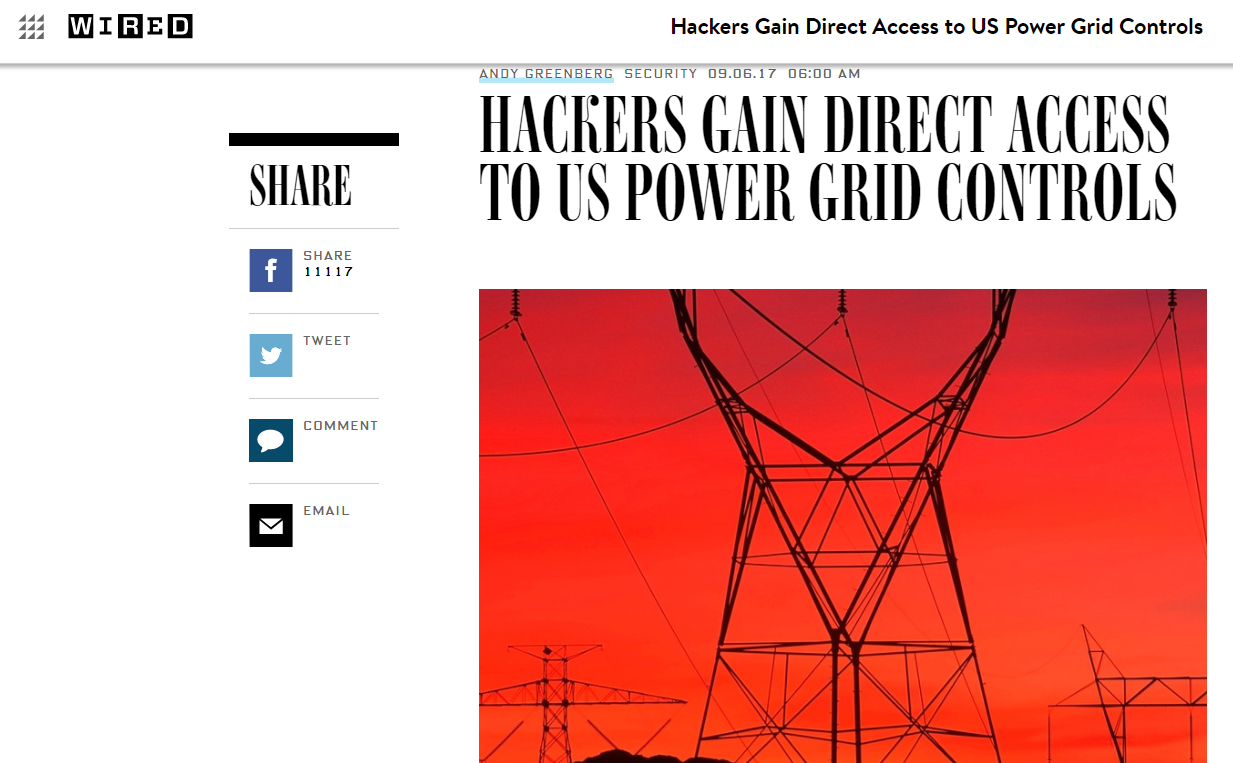 WIRED
Hackers Gain Direct Access to US Power Grid Controls
ANDY GREENBERG SECURITY 09.06.17 06:00 AM
HACKERS GAIN DIRECT ACCESS
TO US POWER GRID CONTROLS
SHARE
SHARE
11117
TWEET
COMMENT
EMAIL